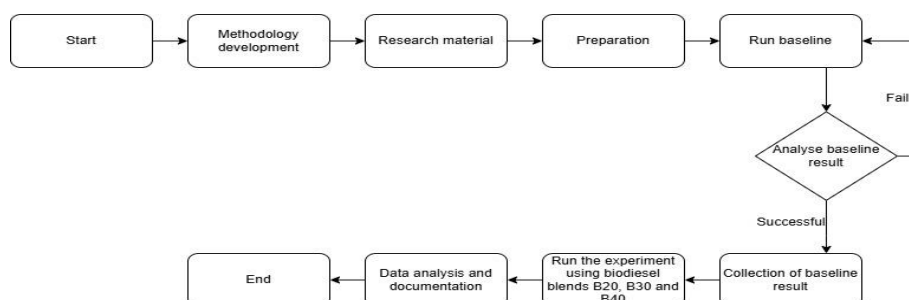 Start
Methodology
development
Research material
Preparation
Run baseline
Fail
Analyse baseline
result
Successful
Collection of baseline
result
Run the experiment
using biodiesel
blends B20, B30 and
B40
Data analysis and
documentation
End